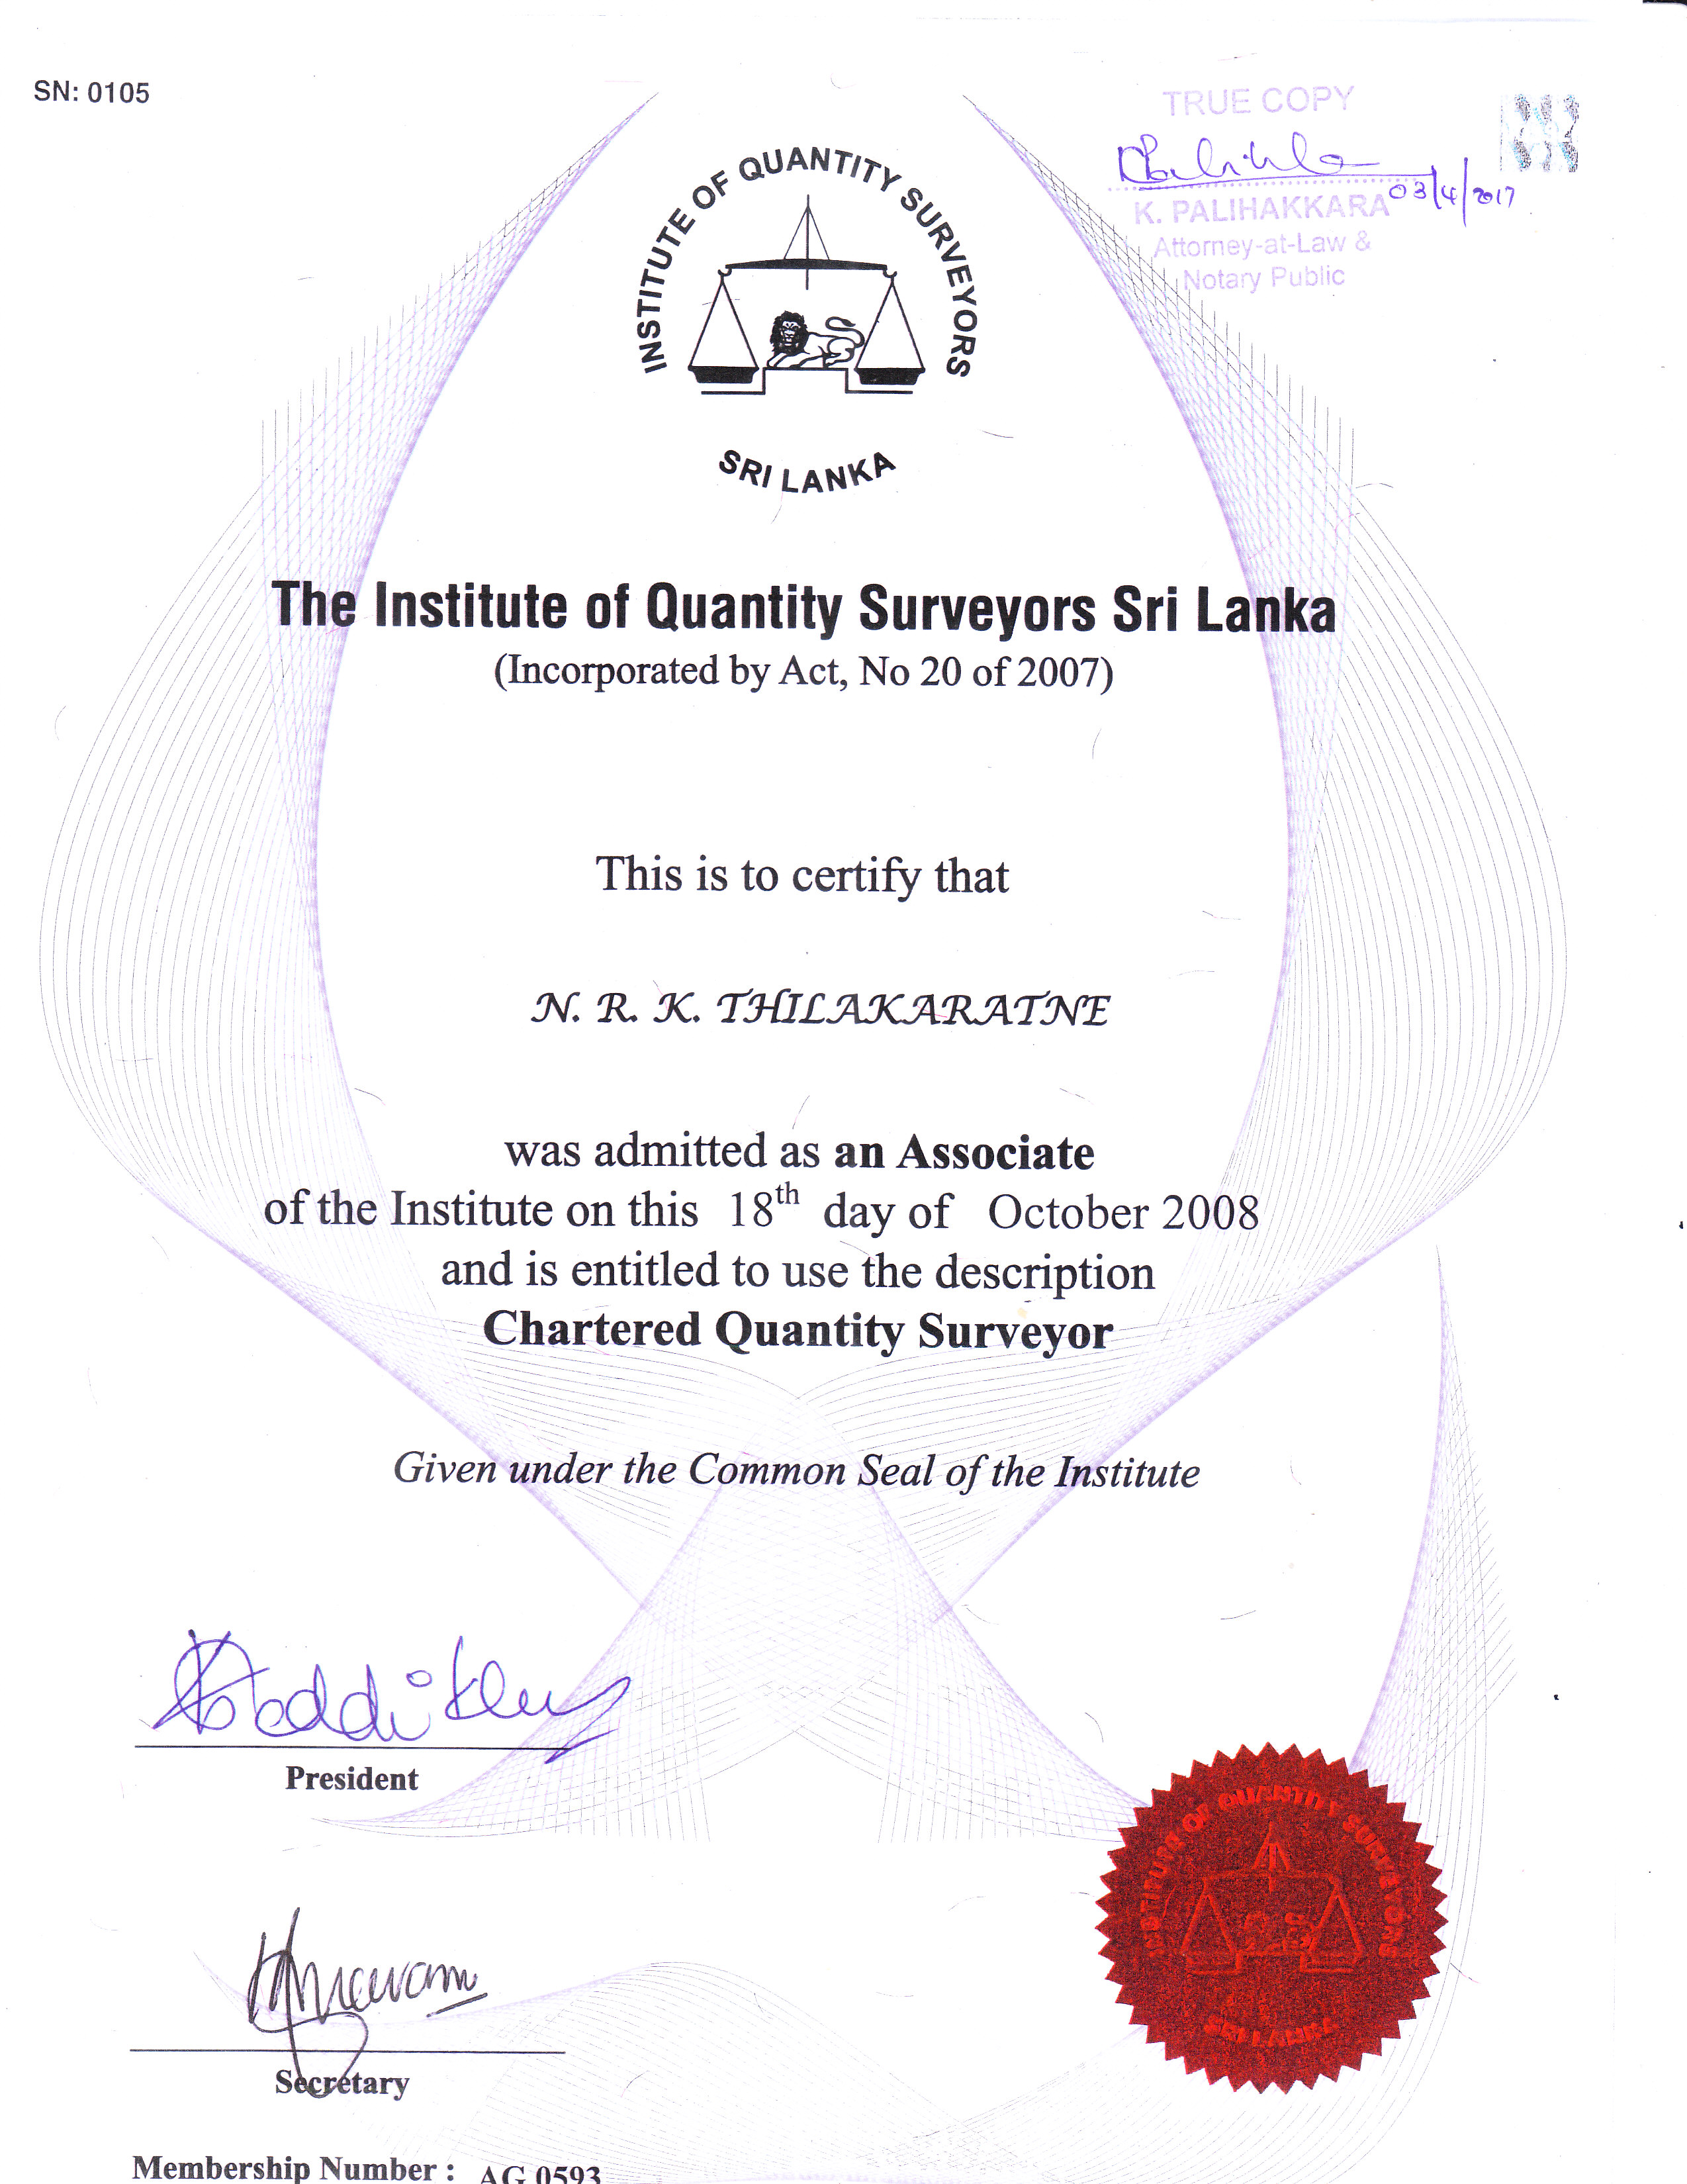 SN: 0105
TRUE COPY
03/4/2017
K. PALIHAKKARA
Attorney-at-Law &
Notary Public
INSTITUTE OF QUANTITY SURVEYORS
SRI LANKA
The Institute of Quantity Surveyors Sri Lanka
(Incorporated by Act, No 20 of 2007)
This is to certify that
N. R. K. THILAKARATNE
was admitted as an Associate
of the Institute on this 18th day of October 2008
and is entitled to use the description
Chartered Quantity Surveyor
Given under the Common Seal of the Institute
President
INSTITUTE OF QUANTITY SURVEYORS
SRI LANKA
Secretary
Membership Number : AG 0593